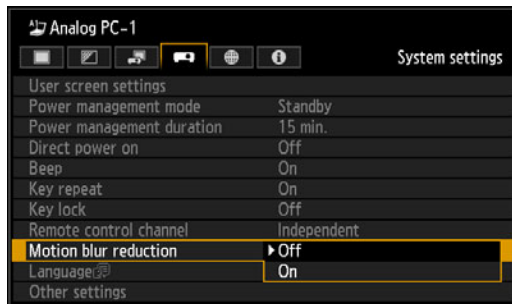 Analog PC-1
System settings
User screen settings
Power management mode Standby
Power management duration 15 min.
Direct power on Off
Beep On
Key repeat On
Key lock Off
Remote control channel Independent
Motion blur reduction Off
Language On
Other settings